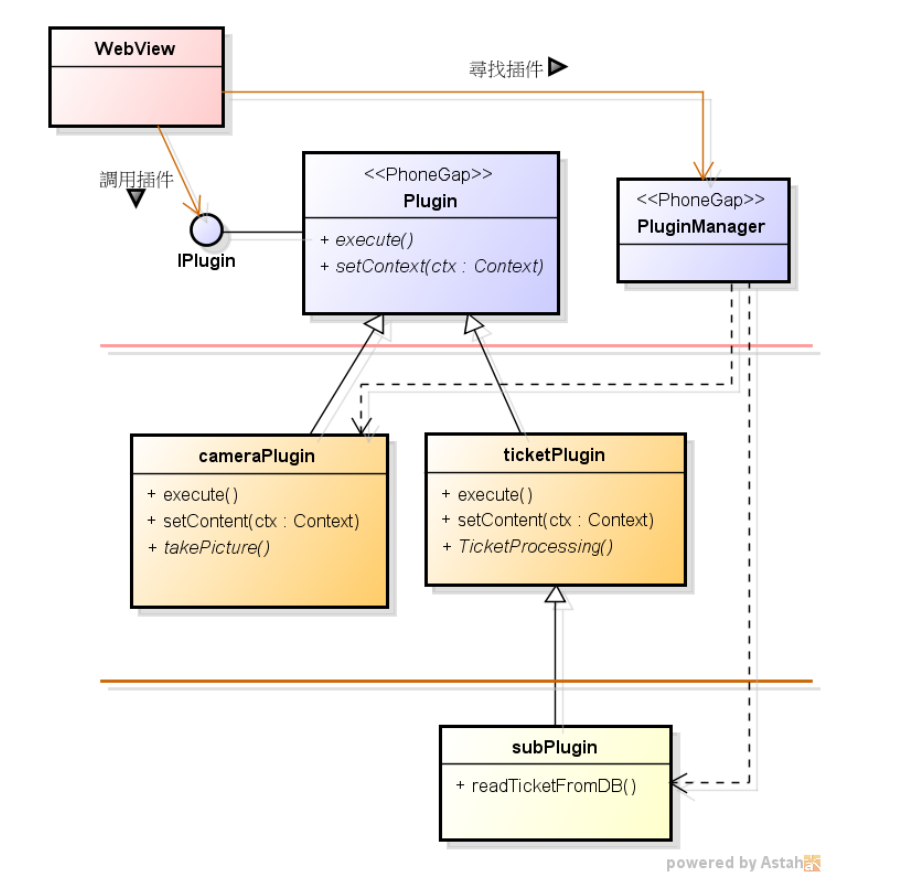 WebView
尋找插件
調用插件
<<PhoneGap>>
Plugin
+ execute()
+ setContext(ctx : Context)
<<PhoneGap>>
PluginManager
IPlugin
cameraPlugin
+ execute()
+ setContent(ctx : Context)
+ takePicture()
ticketPlugin
+ execute()
+ setContent(ctx : Context)
+ TicketProcessing()
subPlugin
+ readTicketFromDB()
powered by Astah